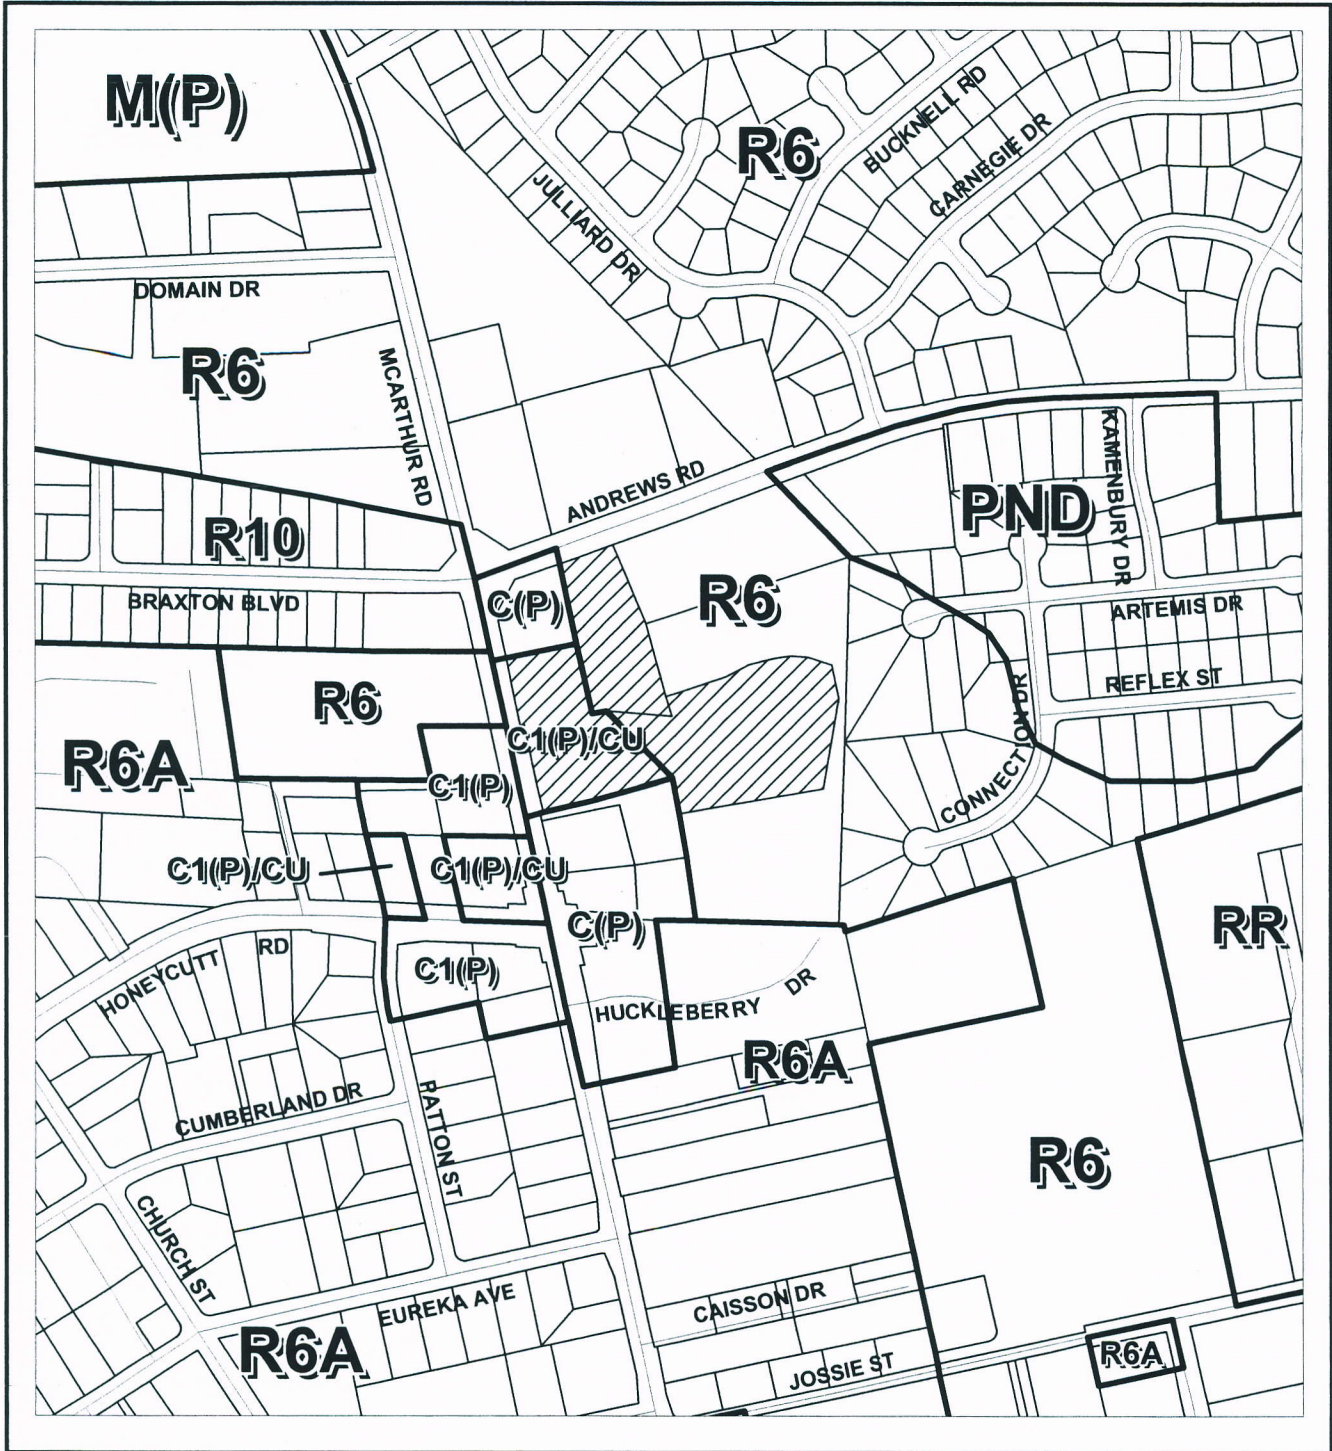 M(P)
R6
BUCKNELL RD
CARNEGIE DR
JULLIARD DR
DOMAIN DR
R6
MCARTHUR RD
KAMENBURY DR
ANDREWS RD
PND
R10
BRAXTON BLVD
C(P)
R6
ARTEMIS DR
REFLEX ST
R6
CONNECTION DR
C1(P)/CU
R6A
C1(P)
C1(P)/CU
C1(P)/CU
C(P)
RR
HONEYCUTT RD
C1(P)
HUCKLEBERRY DR
R6A
CUMBERLAND DR
PATTON ST
R6
CHURCH ST
EUREKA AVE
CAISSON DR
R6A
JOSSIE ST
R6A